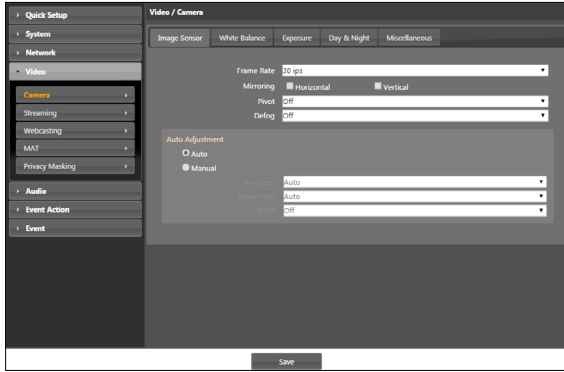 Quick Setup
System
Network
Video
Camera
Streaming
Webcasting
MAT
Privacy Masking
Audio
Event Action
Event
Video / Camera
Image Sensor White Balance Exposure Day & Night Miscellaneous
Frame Rate 30 ips
Mirroring Horizontal Vertical
Pivot Off
Defog Off
Auto Adjustment
Auto
Manual
Sharpness Auto
Auto
Off
Save